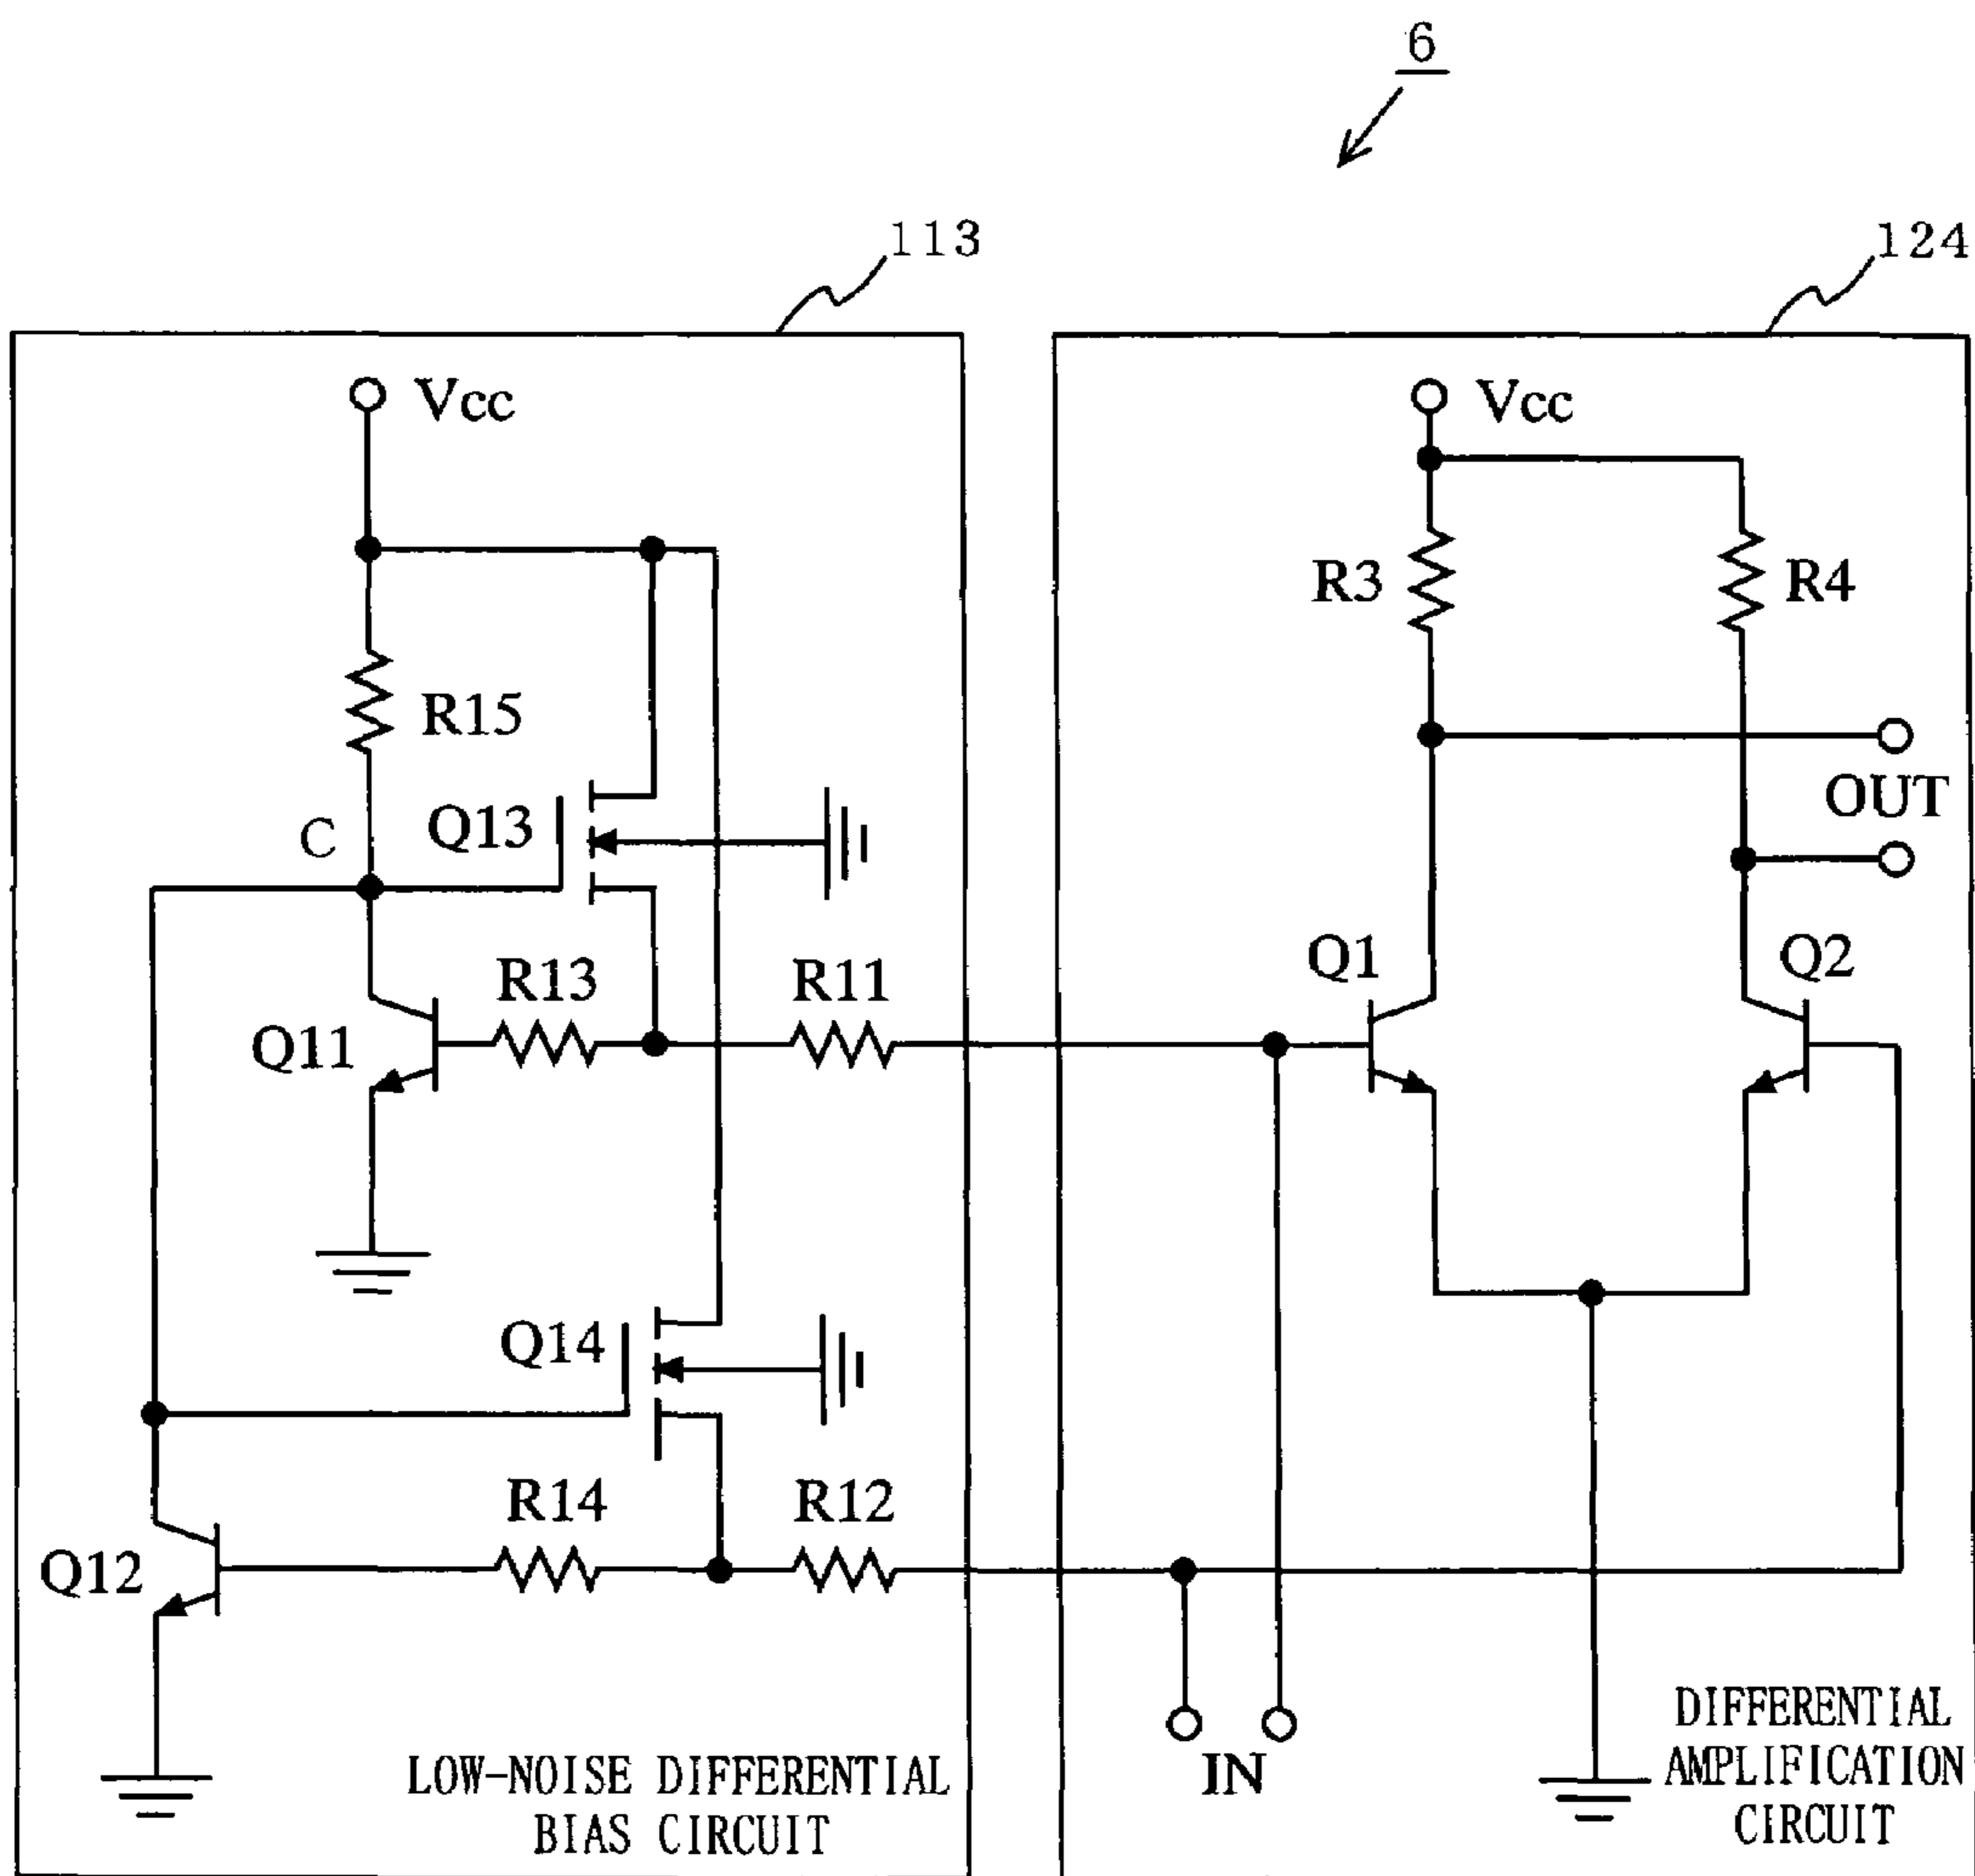 6
113
124
Vcc
Vcc
R3
R4
R15
Q13
C
OUT
R13
R11
Q1
Q2
Q11
Q14
R14
R12
Q12
IN
LOW-NOISE DIFFERENTIAL
BIAS CIRCUIT
DIFFERENTIAL
AMPLIFICATION
CIRCUIT